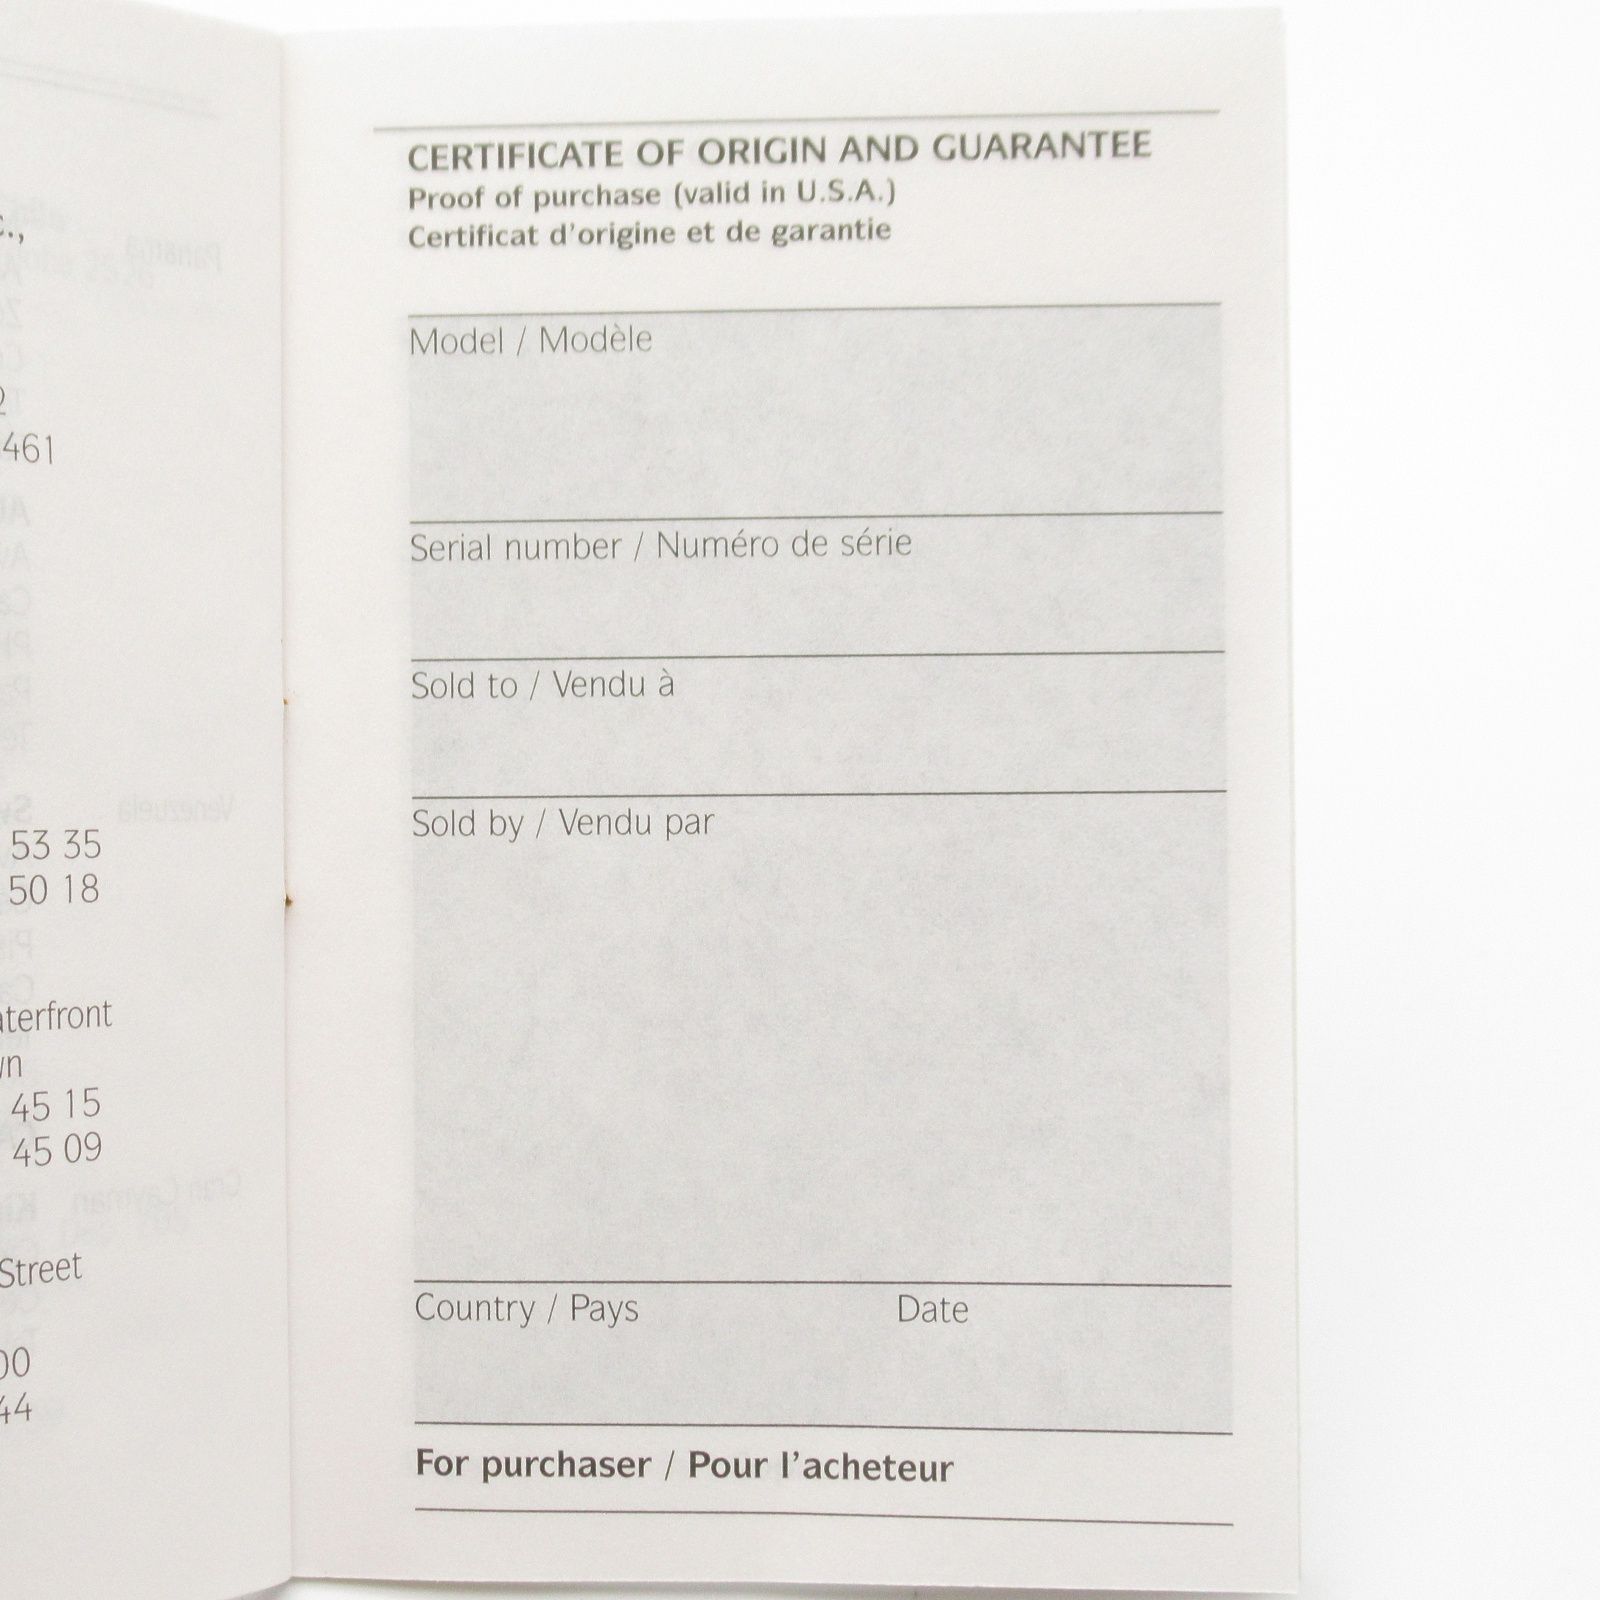 CERTIFICATE OF ORIGIN AND GUARANTEE
Proof of purchase (valid in U.S.A.)
Certificat d'origine et de garantie
Model / Modèle
Serial number / Numéro de série
Sold to / Vendu à
Sold by / Vendu par
Country / Pays Date
For purchaser / Pour l'acheteur
461
53 35
50 18
45 15
45 09
Street
44